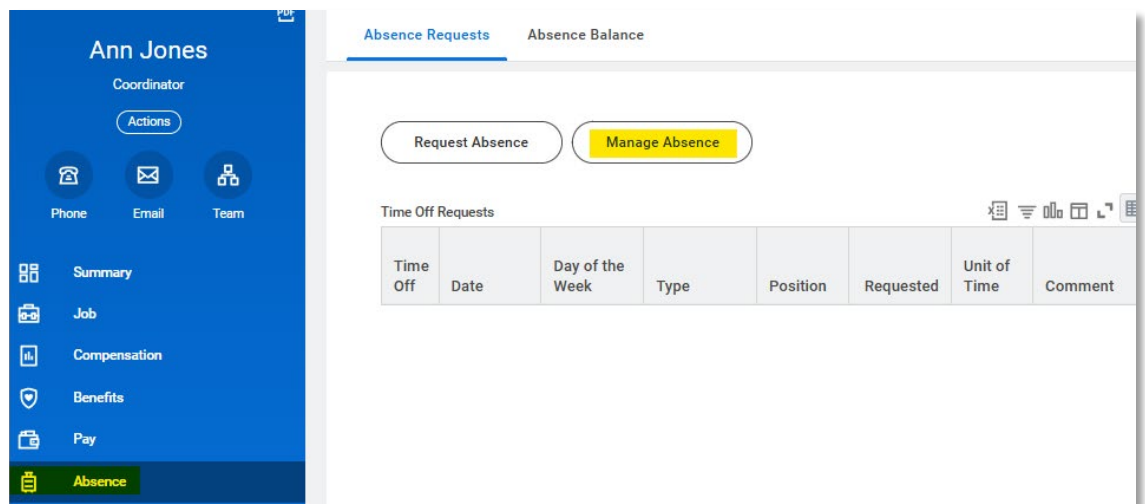 PDF
Ann Jones
Coordinator
Actions
Phone Email Team
Summary
Job
Compensation
Benefits
Pay
Absence
Absence Requests Absence Balance
Request Absence Manage Absence
Time Off Requests
Time Off Date Day of the Week Type Position Requested Unit of Time Comment